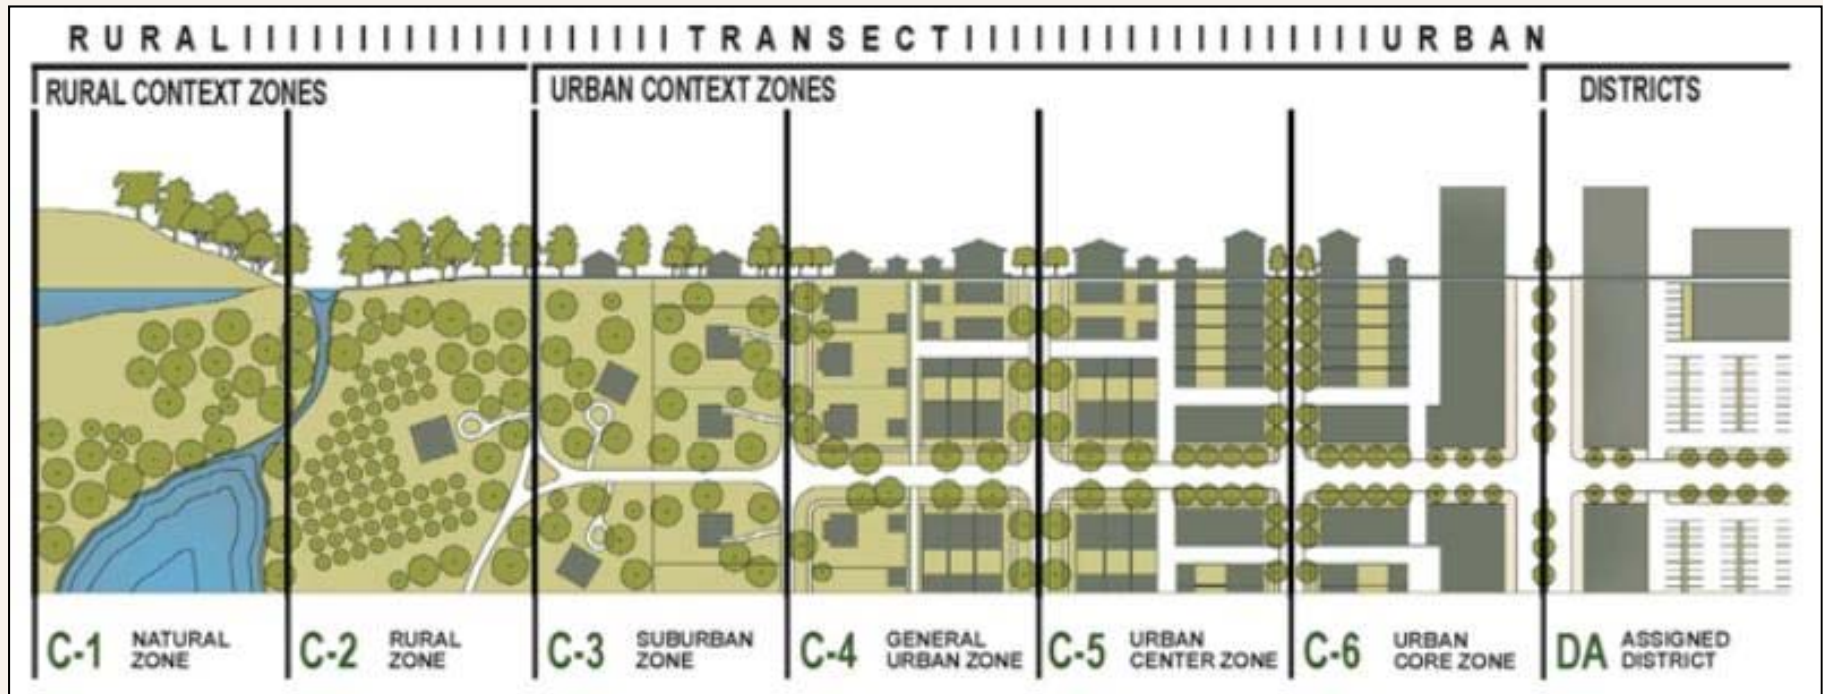 RURAL||||||||||||||||||||TRANSECT||||||||||||||||||URBAN
RURAL CONTEXT ZONES
URBAN CONTEXT ZONES
DISTRICTS
C-1 NATURAL
ZONE
C-2 RURAL
ZONE
C-3 SUBURBAN
ZONE
C-4 GENERAL
URBAN ZONE
C-5 URBAN
CENTER ZONE
C-6 URBAN
CORE ZONE
DA ASSIGNED
DISTRICT